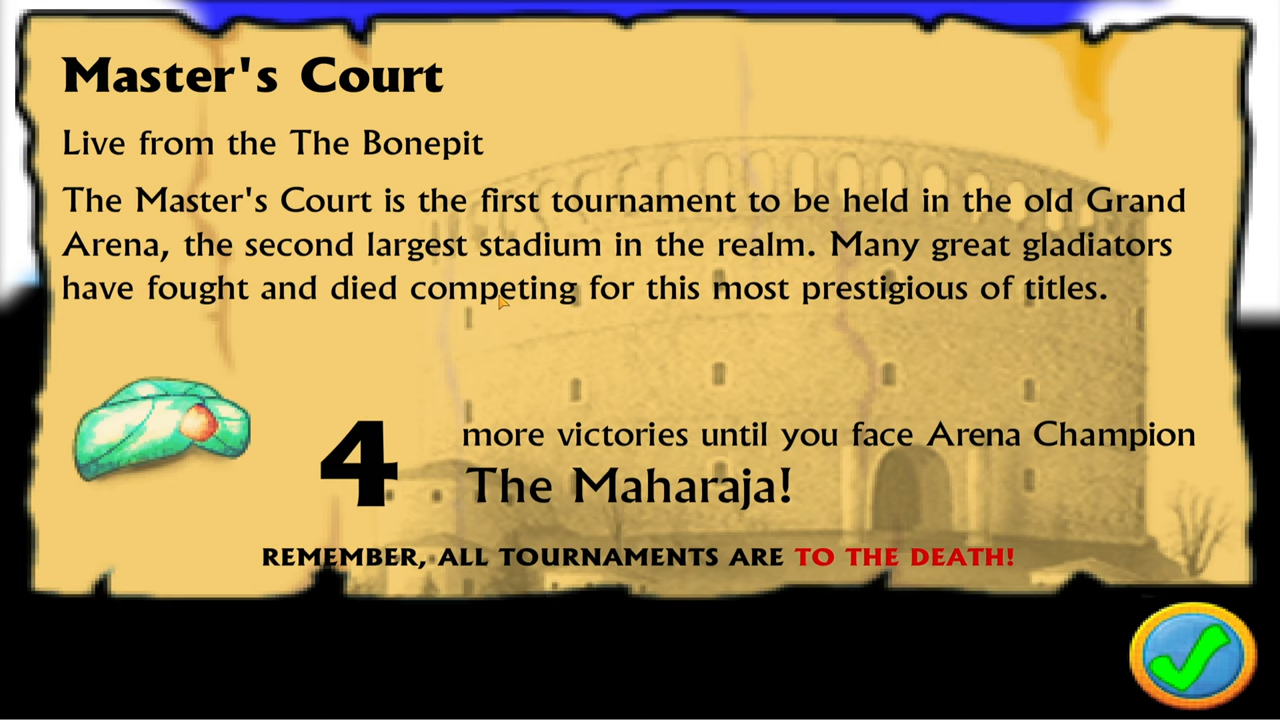 Master's Court
Live from the The Bonepit
The Master's Court is the first tournament to be held in the old Grand
Arena, the second largest stadium in the realm. Many great gladiators
have fought and died competing for this most prestigious of titles.
4 more victories until you face Arena Champion
The Maharaja!
REMEMBER, ALL TOURNAMENTS ARE TO THE DEATH!